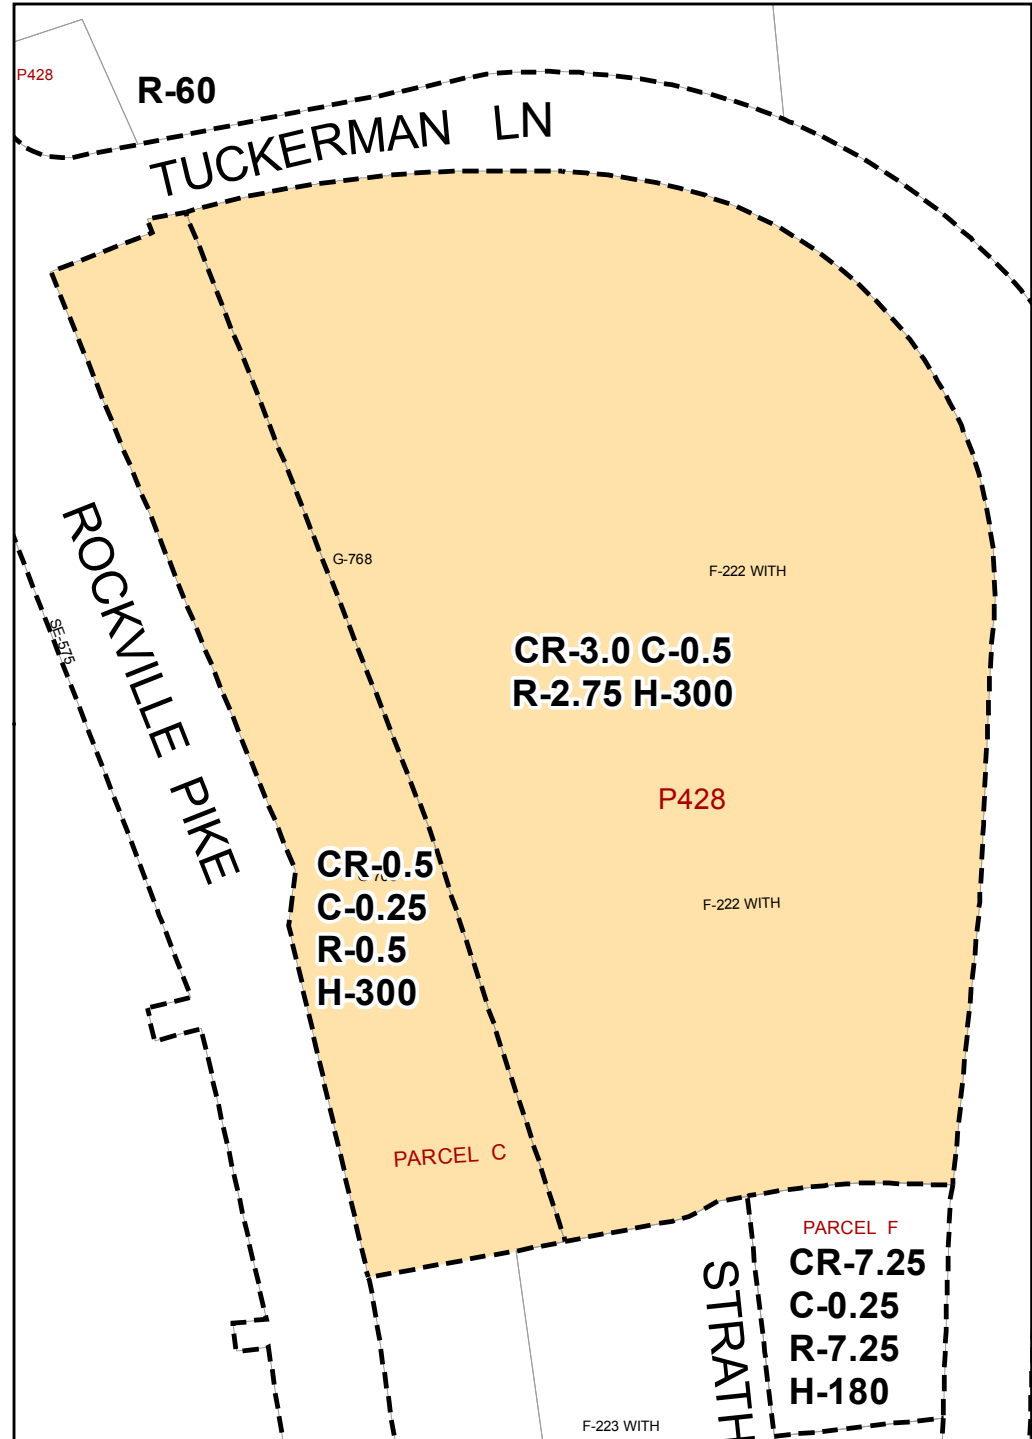 P428
R-60
TUCKERMAN LN
ROCKVILLE PIKE
SE-575
G-768
F-222 WITH
CR-3.0 C-0.5
R-2.75 H-300
P428
F-222 WITH
CR-0.5
C-0.25
R-0.5
H-300
PARCEL C
PARCEL F
CR-7.25
C-0.25
R-7.25
H-180
STRATH
F-223 WITH